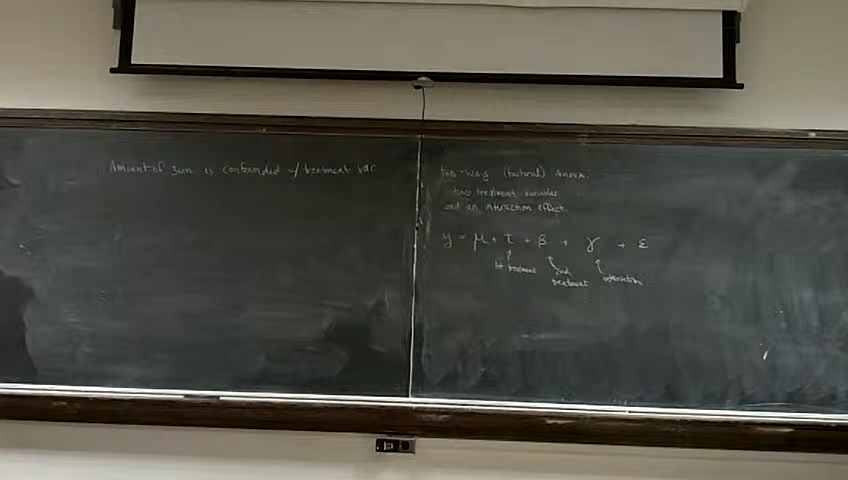 Amount of sun is confounded w/ treatment var
two-way (factorial) Anova:
two treatment variables
and an interaction effect.
y = μ + τ + β + γ + ε
1st treatment
2nd treatment
interaction